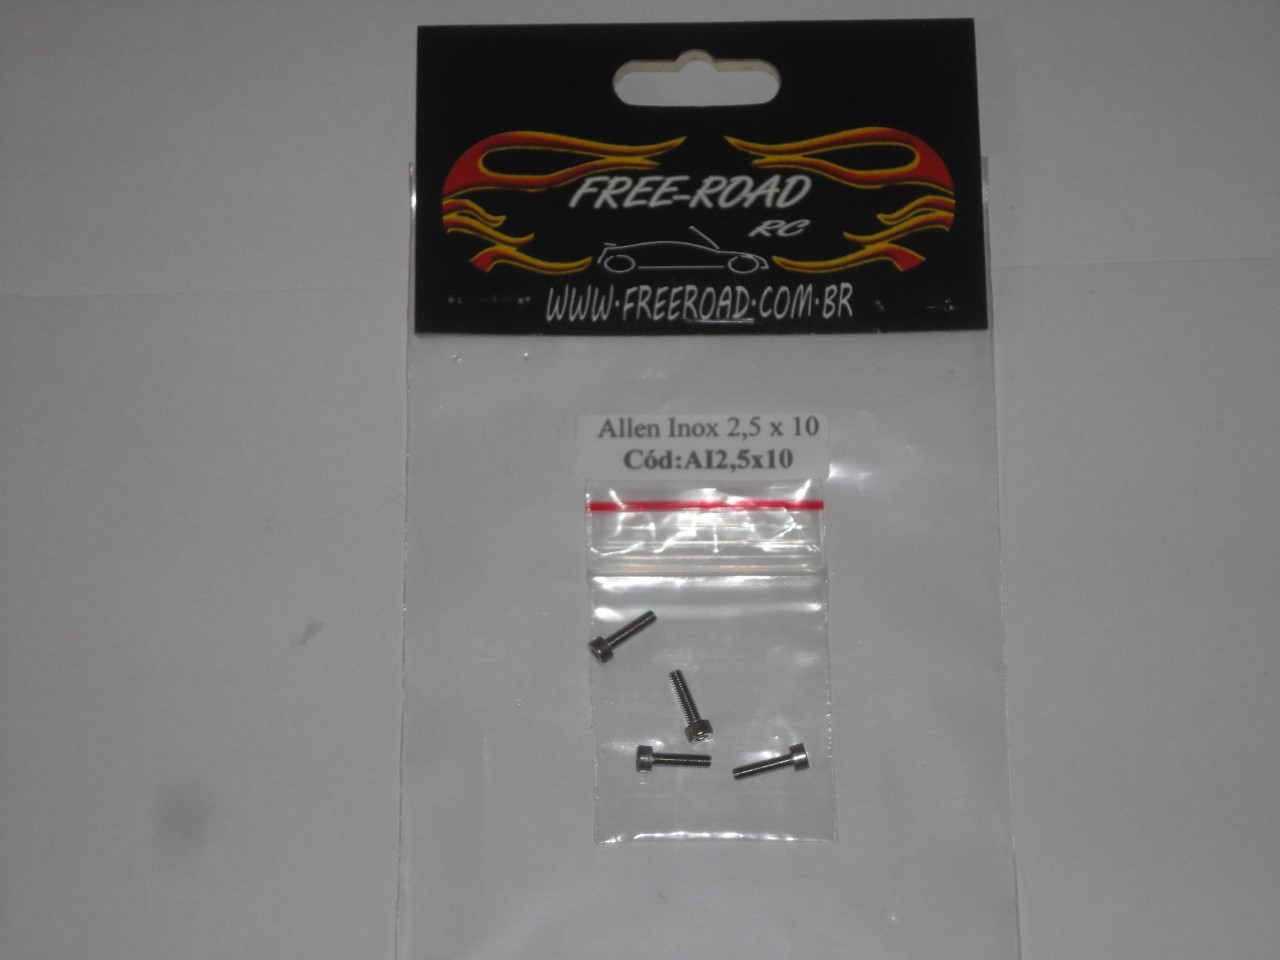 FREE-ROAD
RC
WWW.FREEROAD.COM.BR
Allen Inox 2,5 x 10
Cód:AI2,5x10